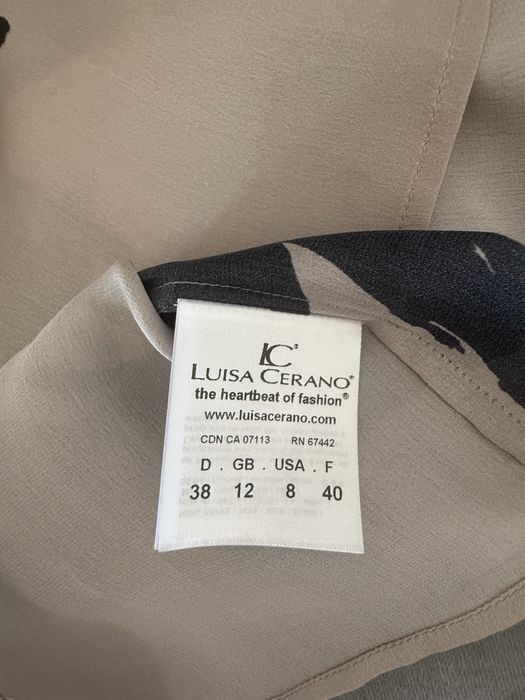 LC®
LUISA CERANO®
the heartbeat of fashion®
www.luisacerano.com
CDN CA 07113 RN 67442
D . GB . USA . F
38 12 8 40